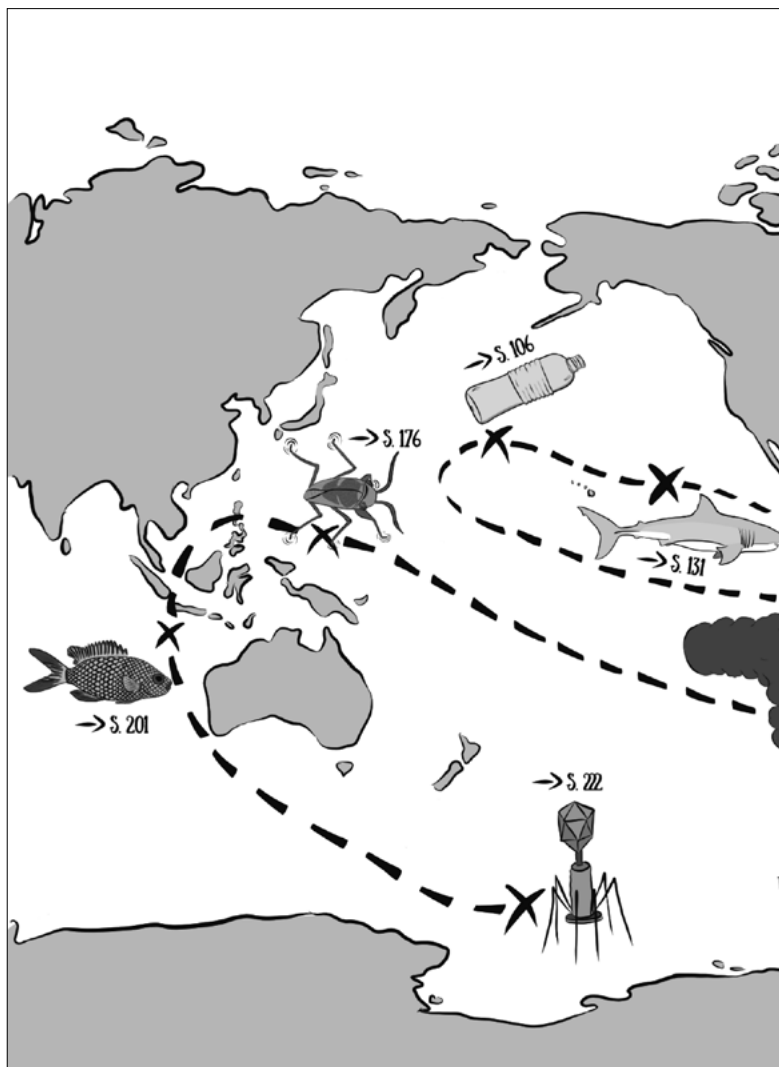 → S. 106
→ S. 176
→ S. 131
→ S. 201
→ S. 222